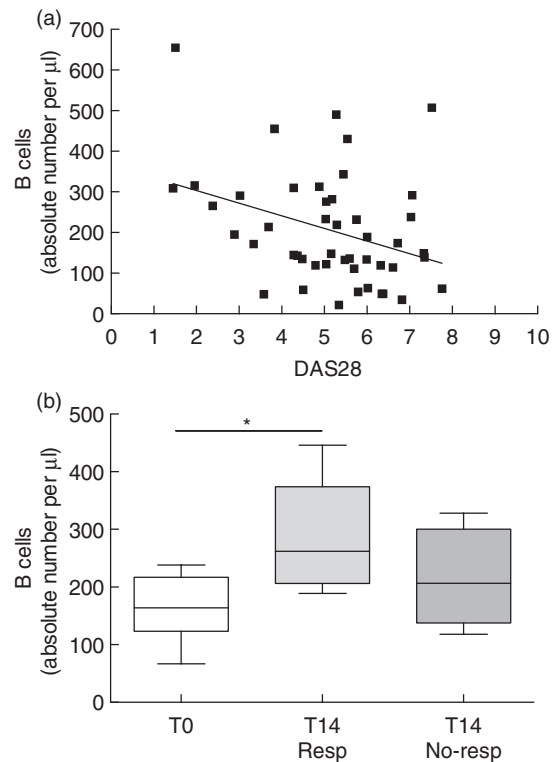 (a)
700
600
500
400
300
200
100
0
B cells
(absolute number per μl)
0 1 2 3 4 5 6 7 8 9 10
DAS28
(b)
500
400
300
200
100
0
B cells
(absolute number per μl)
*
T0 T14 T14
Resp No-resp